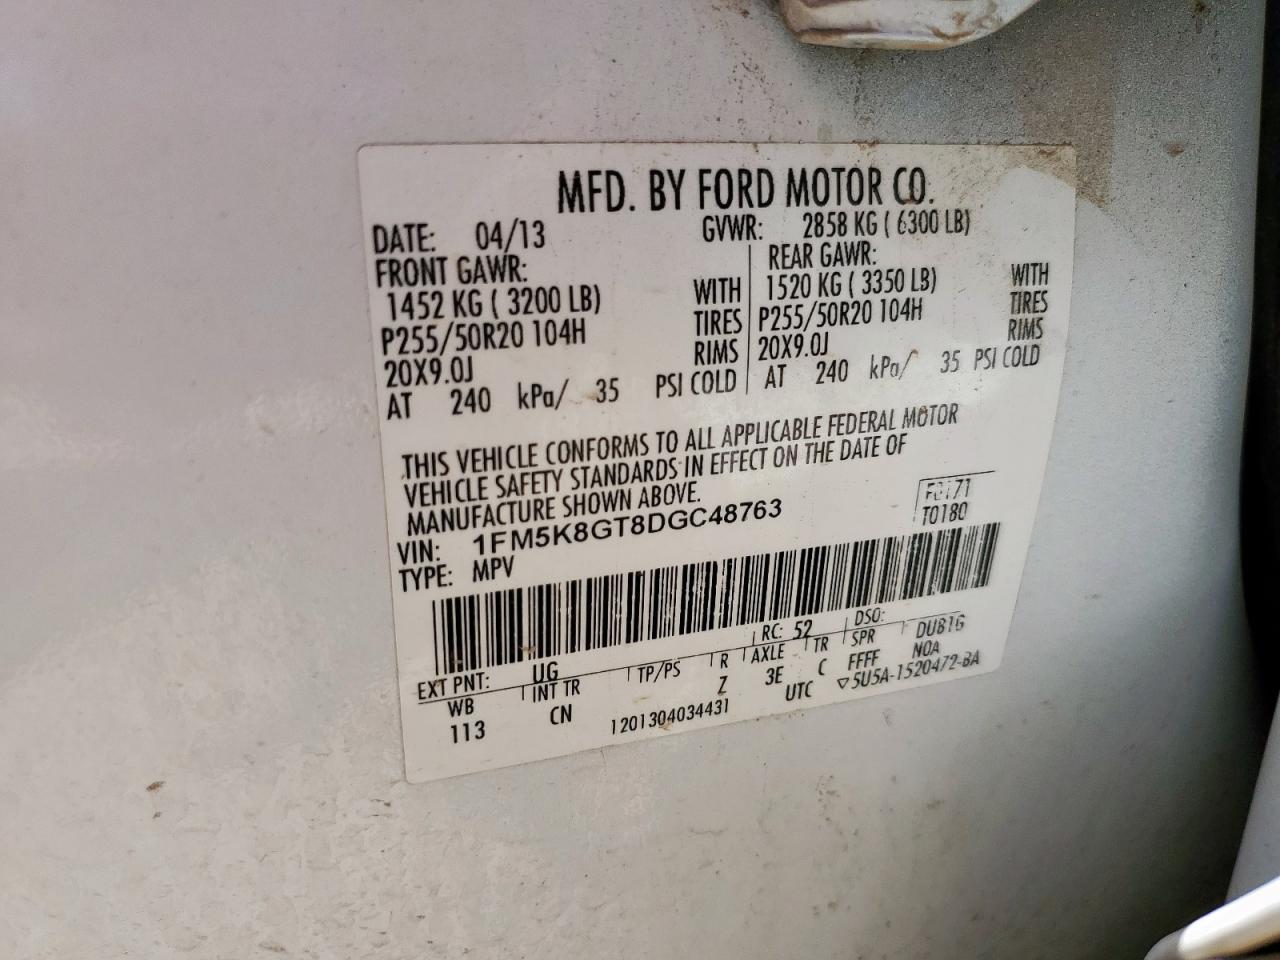 MFD. BY FORD MOTOR CO.
DATE: 04/13 GVWR: 2858 KG ( 6300 LB)
FRONT GAWR: REAR GAWR:
1452 KG ( 3200 LB) WITH 1520 KG ( 3350 LB) WITH
P255/50R20 104H TIRES P255/50R20 104H TIRES
20X9.0J RIMS 20X9.0J RIMS
AT 240 kPa/ 35 PSI COLD AT 240 kPa/ 35 PSI COLD
THIS VEHICLE CONFORMS TO ALL APPLICABLE FEDERAL MOTOR
VEHICLE SAFETY STANDARDS IN EFFECT ON THE DATE OF
MANUFACTURE SHOWN ABOVE.
VIN: 1FM5K8GT8DGC48763
TYPE: MPV
T0180
EXT PNT: UG RC: 52 DSO:
WB INT TR TP/PS R AXLE TR SPR DUB1G
113 CN Z 3E C FFFF NOA
1201304034431 UTC ▽5U5A-1520472-BA